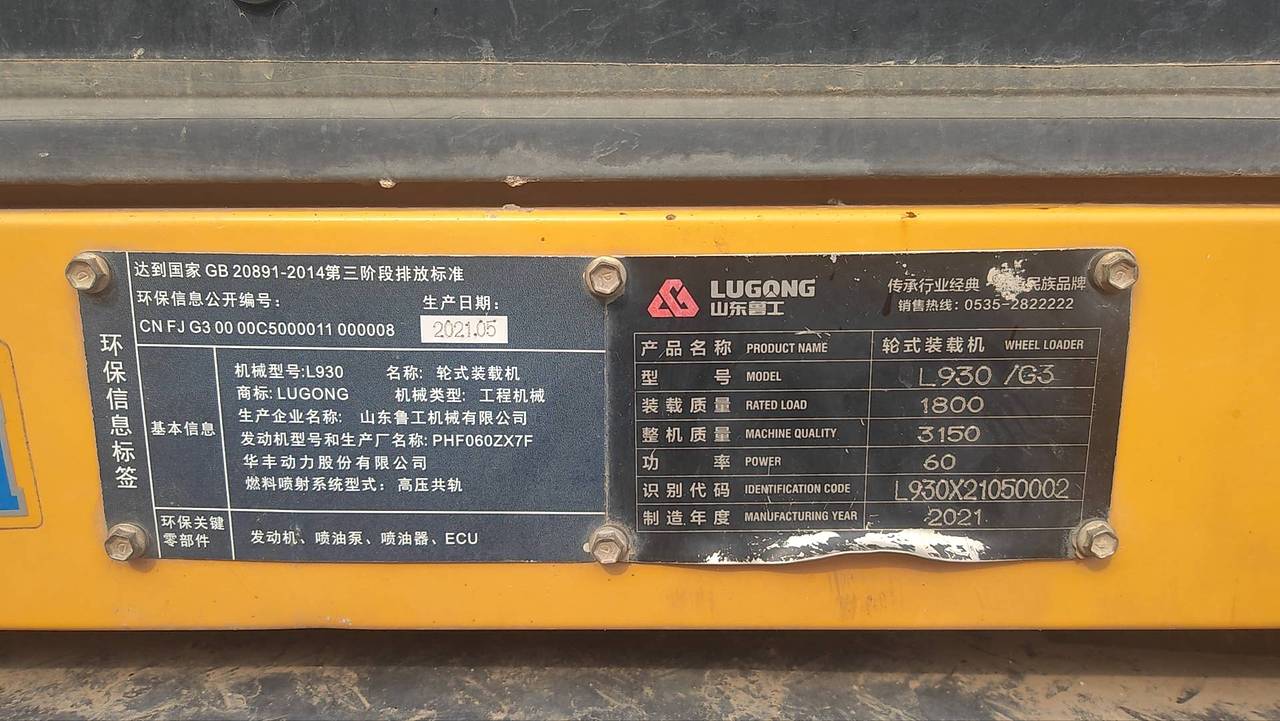 环保信息标签
达到国家 GB 20891-2014第三阶段排放标准
环保信息公开编号：
生产日期：
CN FJ G3 00 00C5000011 000008
2021.05
基本信息
机械型号:L930 名称：轮式装载机
商标：LUGONG 机械类型：工程机械
生产企业名称：山东鲁工机械有限公司
发动机型号和生产厂名称：PHF060ZX7F
华丰动力股份有限公司
燃料喷射系统型式：高压共轨
环保关键
零部件
发动机、喷油泵、喷油器、ECU
LUGONG
山东鲁工
传承行业经典 民族品牌
销售热线：0535-2822222
产品名称 PRODUCT NAME 轮式装载机 WHEEL LOADER
型号 MODEL L930/G3
装载质量 RATED LOAD 1800
整机质量 MACHINE QUALITY 3150
功率 POWER 60
识别代码 IDENTIFICATION CODE L930X21050002
制造年度 MANUFACTURING YEAR 2021